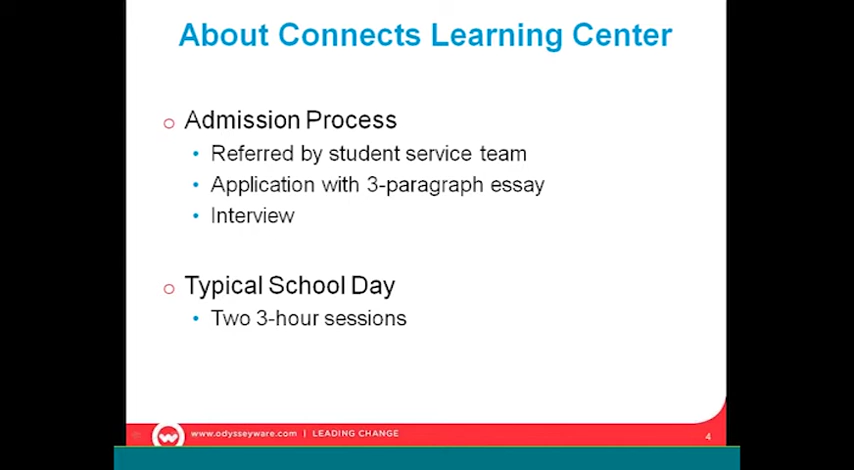 About Connects Learning Center
Admission Process
Referred by student service team
Application with 3-paragraph essay
Interview
Typical School Day
Two 3-hour sessions
www.odysseyware.com | LEADING CHANGE
4